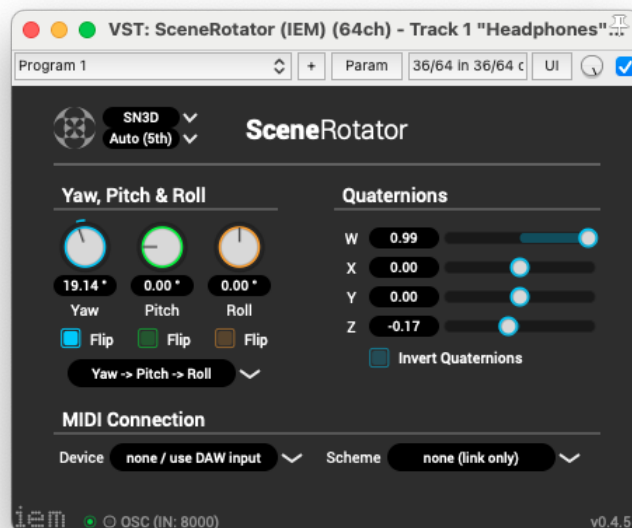 VST: SceneRotator (IEM) (64ch) - Track 1 "Headphones"...
Program 1 + Param 36/64 in 36/64 c UI
SN3D
Auto (5th)
SceneRotator
Yaw, Pitch & Roll
19.14 ° 0.00 ° 0.00 °
Yaw Pitch Roll
Flip Flip Flip
Yaw -> Pitch -> Roll
Quaternions
W 0.99
X 0.00
Y 0.00
Z -0.17
Invert Quaternions
MIDI Connection
Device none / use DAW input Scheme none (link only)
iem OSC (IN: 8000) v0.4.5